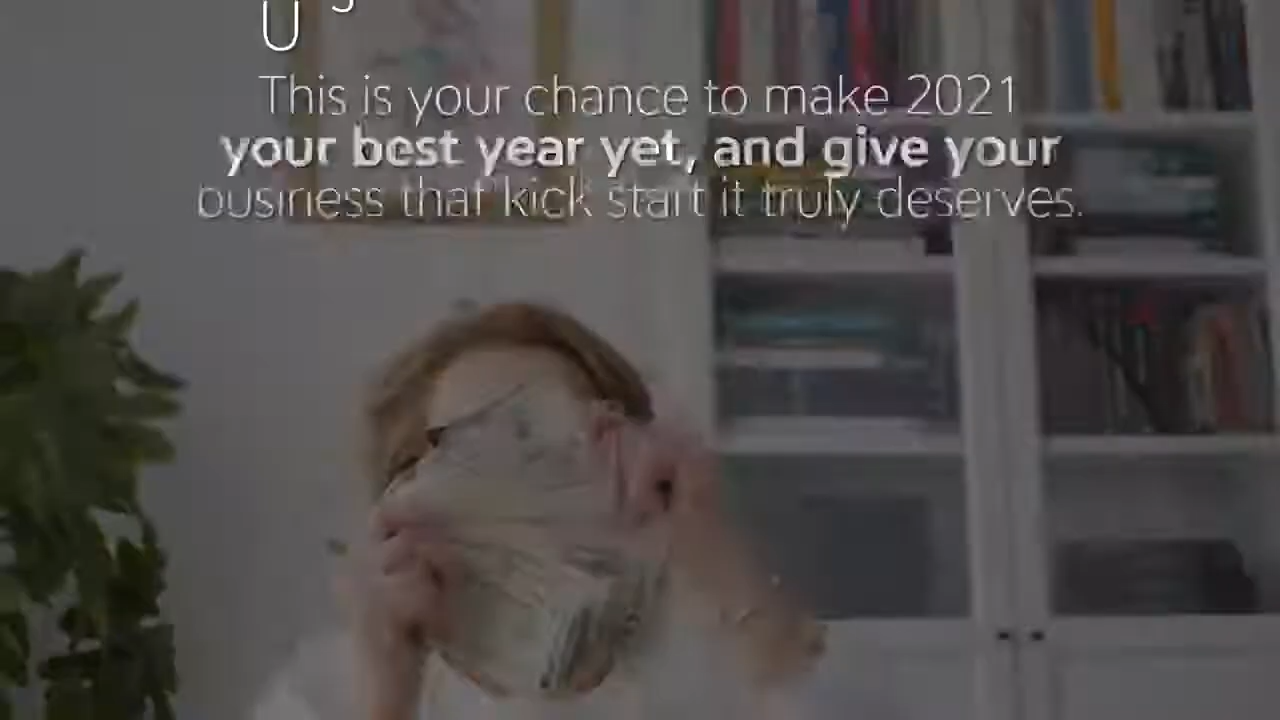 U
This is your chance to make 2021
your best year yet, and give your
business that kick start it truly deserves.